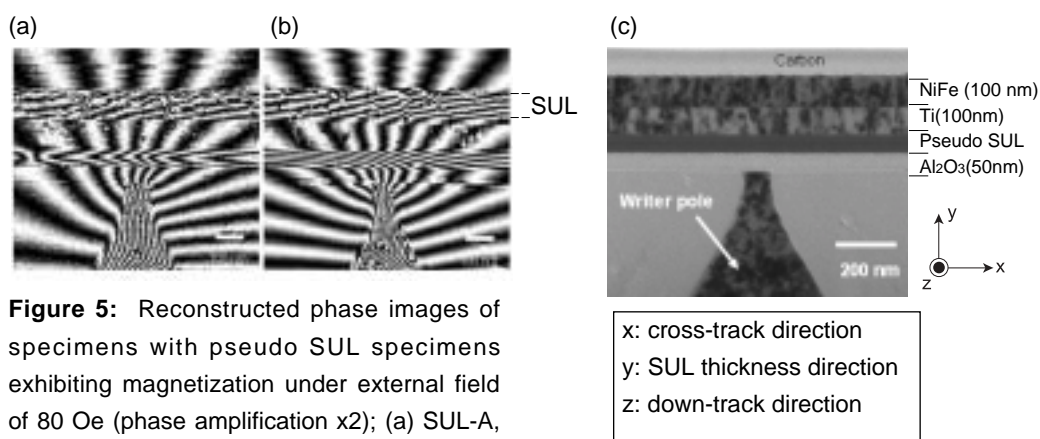 (a)
(b)
(c)
SUL
Carbon
NiFe (100 nm)
Ti(100nm)
Pseudo SUL
Al₂O₃(50nm)
Writer pole
200 nm
y
x
z
Figure 5: Reconstructed phase images of
specimens with pseudo SUL specimens
exhibiting magnetization under external field
of 80 Oe (phase amplification x2); (a) SUL-A,
x: cross-track direction
y: SUL thickness direction
z: down-track direction